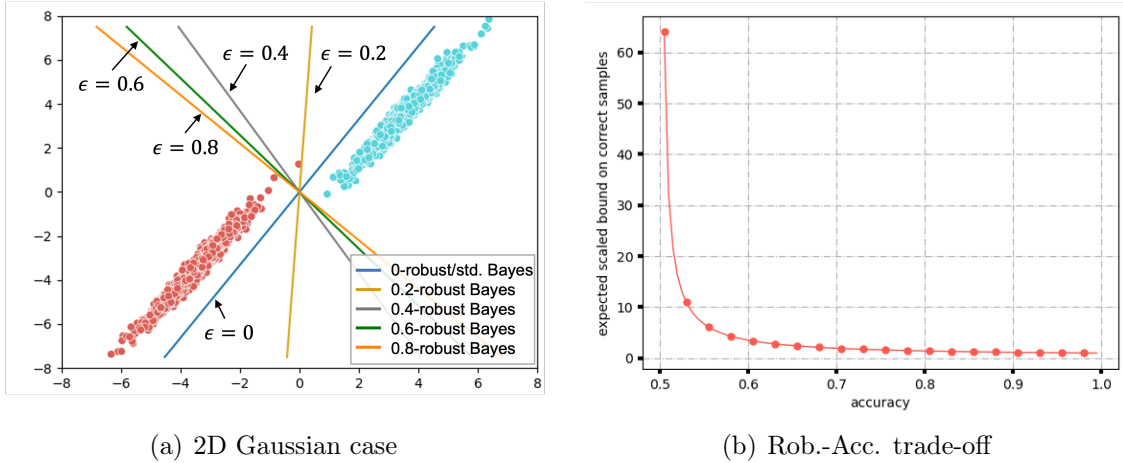 8
6
4
2
0
−2
−4
−6
−8
−8
−6
−4
−2
0
2
4
6
8
ϵ = 0.6
ϵ = 0.4
ϵ = 0.2
ϵ = 0.8
ϵ = 0
0-robust/std. Bayes
0.2-robust Bayes
0.4-robust Bayes
0.6-robust Bayes
0.8-robust Bayes
(a) 2D Gaussian case
expected scaled bound on correct samples
60
50
40
30
20
10
0
0.5
0.6
0.7
0.8
0.9
1.0
accuracy
(b) Rob.-Acc. trade-off